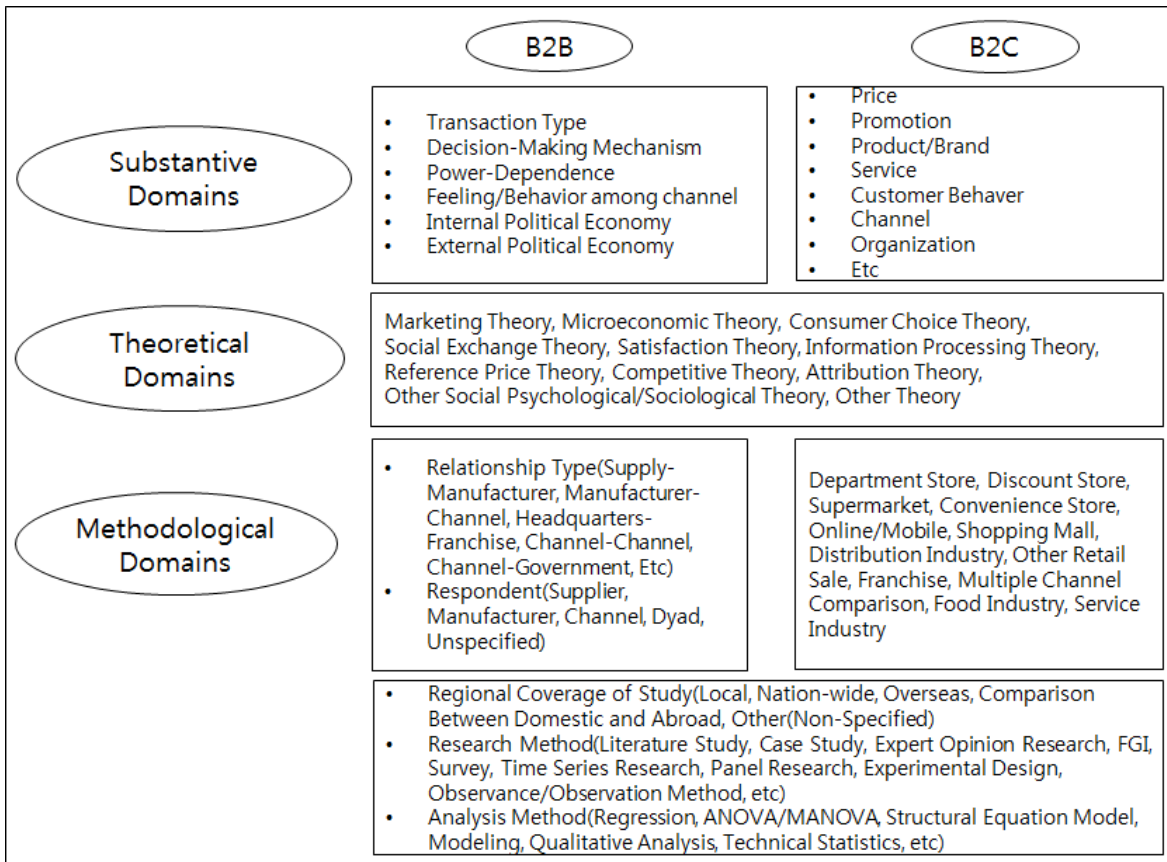 B2B
B2C
Substantive
Domains
• Transaction Type
• Decision-Making Mechanism
• Power-Dependence
• Feeling/Behavior among channel
• Internal Political Economy
• External Political Economy
• Price
• Promotion
• Product/Brand
• Service
• Customer Behaver
• Channel
• Organization
• Etc
Theoretical
Domains
Marketing Theory, Microeconomic Theory, Consumer Choice Theory,
Social Exchange Theory, Satisfaction Theory, Information Processing Theory,
Reference Price Theory, Competitive Theory, Attribution Theory,
Other Social Psychological/Sociological Theory, Other Theory
Methodological
Domains
• Relationship Type(Supply-
Manufacturer, Manufacturer-
Channel, Headquarters-
Franchise, Channel-Channel,
Channel-Government, Etc)
• Respondent(Supplier,
Manufacturer, Channel, Dyad,
Unspecified)
Department Store, Discount Store,
Supermarket, Convenience Store,
Online/Mobile, Shopping Mall,
Distribution Industry, Other Retail
Sale, Franchise, Multiple Channel
Comparison, Food Industry, Service
Industry
• Regional Coverage of Study(Local, Nation-wide, Overseas, Comparison
Between Domestic and Abroad, Other(Non-Specified)
• Research Method(Literature Study, Case Study, Expert Opinion Research, FGI,
Survey, Time Series Research, Panel Research, Experimental Design,
Observance/Observation Method, etc)
• Analysis Method(Regression, ANOVA/MANOVA, Structural Equation Model,
Modeling, Qualitative Analysis, Technical Statistics, etc)